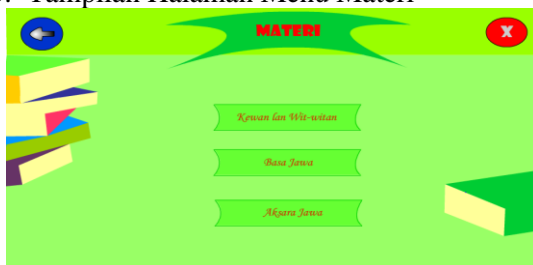 Tampilan Halaman Menu Materi
MATERI
X
Kewan lan Wit-witan
Basa Jawa
Aksara Jawa